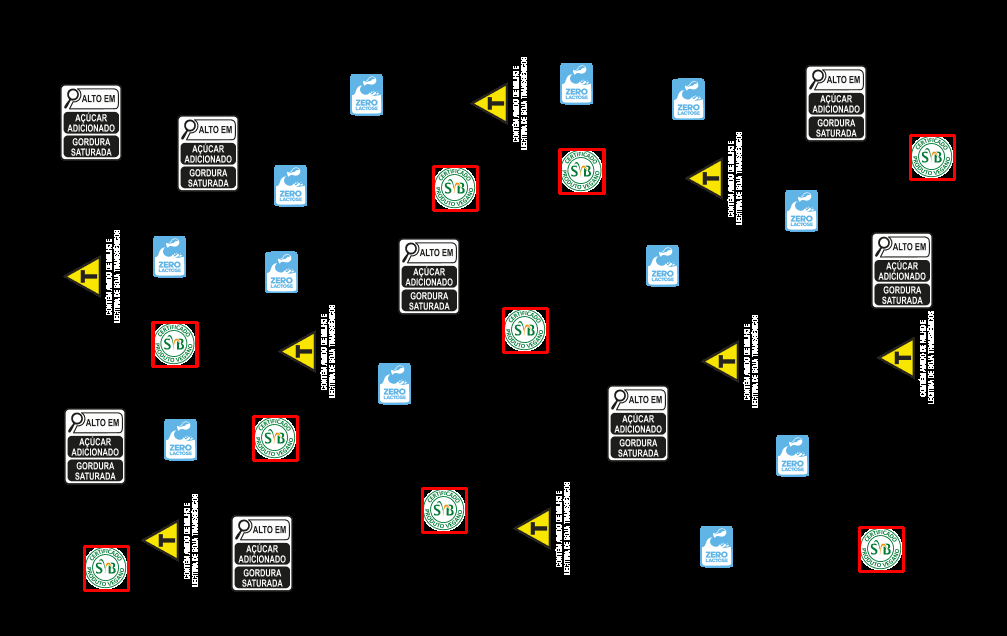 ZERO
LACTOSE
ZERO
LACTOSE
ZERO
LACTOSE
T
CONTÉM AMIDO DE MILHO E
LECITINA DE SOJA TRANSGÊNICOS
ALTO EM
AÇÚCAR
ADICIONADO
GORDURA
SATURADA
ALTO EM
AÇÚCAR
ADICIONADO
GORDURA
SATURADA
ALTO EM
AÇÚCAR
ADICIONADO
GORDURA
SATURADA
CERTIFICADO
SVB
PRODUTO VEGANO
CERTIFICADO
SVB
PRODUTO VEGANO
CERTIFICADO
SVB
PRODUTO VEGANO
T
CONTÉM AMIDO DE MILHO E
LECITINA DE SOJA TRANSGÊNICOS
ZERO
LACTOSE
ZERO
LACTOSE
ZERO
LACTOSE
ZERO
LACTOSE
ZERO
LACTOSE
T
CONTÉM AMIDO DE MILHO E
LECITINA DE SOJA TRANSGÊNICOS
ALTO EM
AÇÚCAR
ADICIONADO
GORDURA
SATURADA
ALTO EM
AÇÚCAR
ADICIONADO
GORDURA
SATURADA
CERTIFICADO
SVB
PRODUTO VEGANO
CERTIFICADO
SVB
PRODUTO VEGANO
T
CONTÉM AMIDO DE MILHO E
LECITINA DE SOJA TRANSGÊNICOS
T
CONTÉM AMIDO DE MILHO E
LECITINA DE SOJA TRANSGÊNICOS
T
CONTÉM AMIDO DE MILHO E
LECITINA DE SOJA TRANSGÊNICOS
ZERO
LACTOSE
ALTO EM
AÇÚCAR
ADICIONADO
GORDURA
SATURADA
ZERO
LACTOSE
CERTIFICADO
SVB
PRODUTO VEGANO
ALTO EM
AÇÚCAR
ADICIONADO
GORDURA
SATURADA
ZERO
LACTOSE
T
CONTÉM AMIDO DE MILHO E
LECITINA DE SOJA TRANSGÊNICOS
CERTIFICADO
SVB
PRODUTO VEGANO
T
CONTÉM AMIDO DE MILHO E
LECITINA DE SOJA TRANSGÊNICOS
CERTIFICADO
SVB
PRODUTO VEGANO
ALTO EM
AÇÚCAR
ADICIONADO
GORDURA
SATURADA
ZERO
LACTOSE
CERTIFICADO
SVB
PRODUTO VEGANO